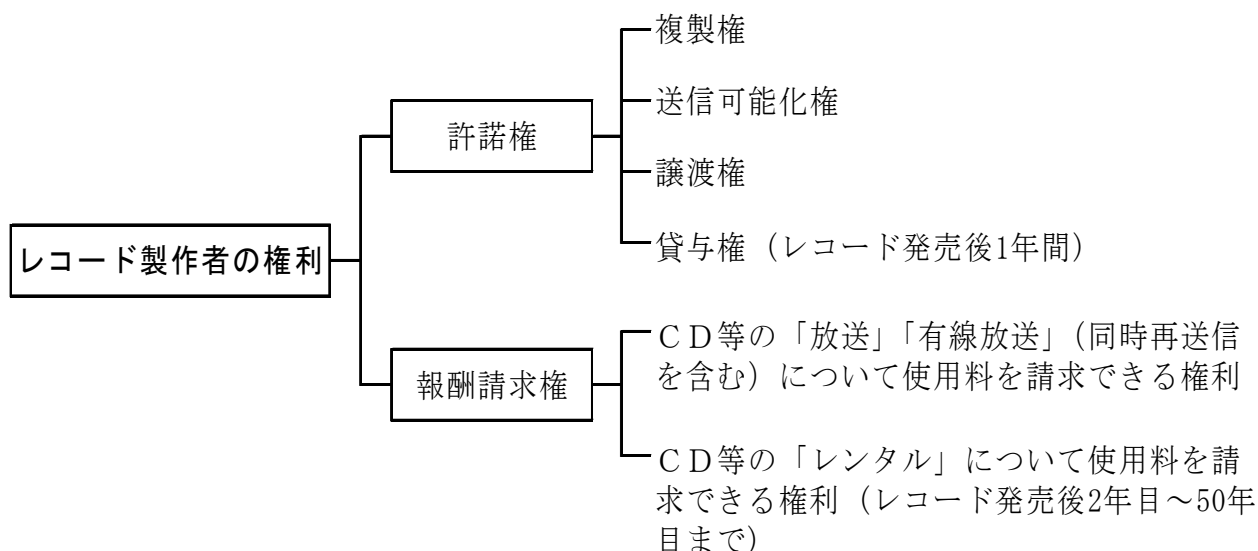 レコード製作者の権利
許諾権
複製権
送信可能化権
譲渡権
貸与権（レコード発売後1年間）
報酬請求権
ＣＤ等の「放送」「有線放送」（同時再送信
を含む）について使用料を請求できる権利
ＣＤ等の「レンタル」について使用料を請
求できる権利（レコード発売後2年目～50年
目まで）